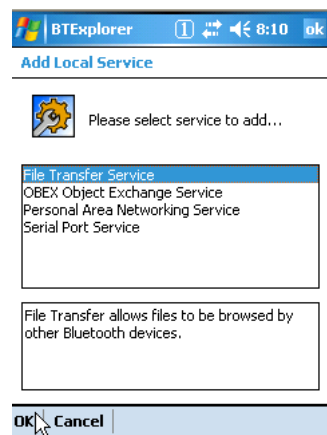 BTExplorer 1 8:10 ok
Add Local Service
Please select service to add...
File Transfer Service
OBEX Object Exchange Service
Personal Area Networking Service
Serial Port Service
File Transfer allows files to be browsed by
other Bluetooth devices.
OK Cancel